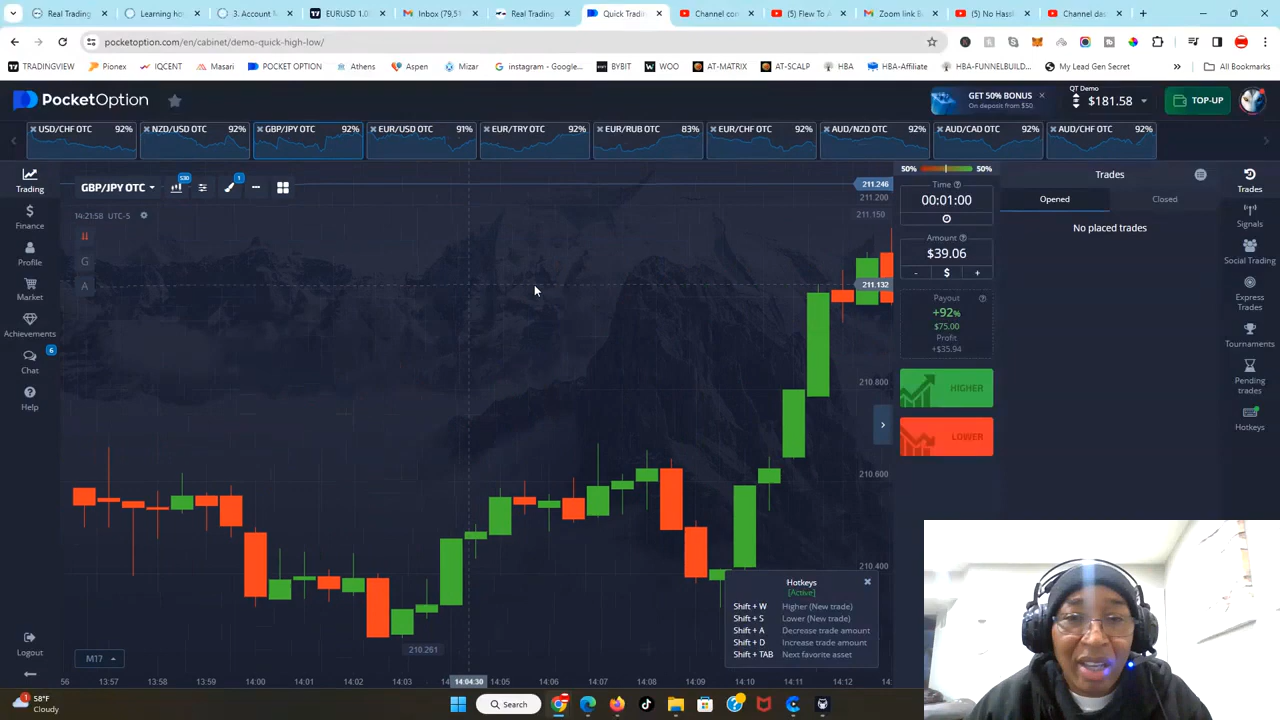 Real Trading
Learning ho
3. Account M
EURUSD 1.0
Inbox (79,51
Real Trading
Quick Tradin
Channel com
(5) Flew To A
Zoom link B
(5) No Hassl
Channel das
pocketoption.com/en/cabinet/demo-quick-high-low/
TRADINGVIEW
Pionex
IQCENT
Masari
POCKET OPTION
Athens
Aspen
Mizar
instagram - Google...
BYBIT
WOO
AT-MATRIX
AT-SCALP
HBA
HBA-Affiliate
HBA-FUNNELBUILD...
My Lead Gen Secret
All Bookmarks
PocketOption
GET 50% BONUS
On deposit from $50
QT Demo
$181.58
TOP-UP
USD/CHF OTC 92%
NZD/USD OTC 92%
GBP/JPY OTC 92%
EUR/USD OTC 91%
EUR/TRY OTC 92%
EUR/RUB OTC 83%
EUR/CHF OTC 92%
AUD/NZD OTC 92%
AUD/CAD OTC 92%
AUD/CHF OTC 92%
Trading
Finance
Profile
Market
Achievements
6
Chat
Help
Logout
GBP/JPY OTC
S30
1
14:21:58 UTC-5
G
A
211.246
211.200
211.150
211.132
210.800
210.600
210.400
210.261
50%
50%
Time
00:01:00
Amount
$39.06
- $ +
Payout
+92%
$75.00
Profit
+$35.94
HIGHER
LOWER
Trades
Opened
Closed
No placed trades
Trades
Signals
Social Trading
Express
Trades
Tournaments
Pending
trades
Hotkeys
Hotkeys
[Active]
Shift + W Higher (New trade)
Shift + S Lower (New trade)
Shift + A Decrease trade amount
Shift + D Increase trade amount
Shift + TAB Next favorite asset
M17
56 13:57 13:58 13:59 14:00 14:01 14:02 14:03 14:04:30 14:05 14:06 14:07 14:08 14:09 14:10 14:11 14:12
1
58°F
Cloudy
Search